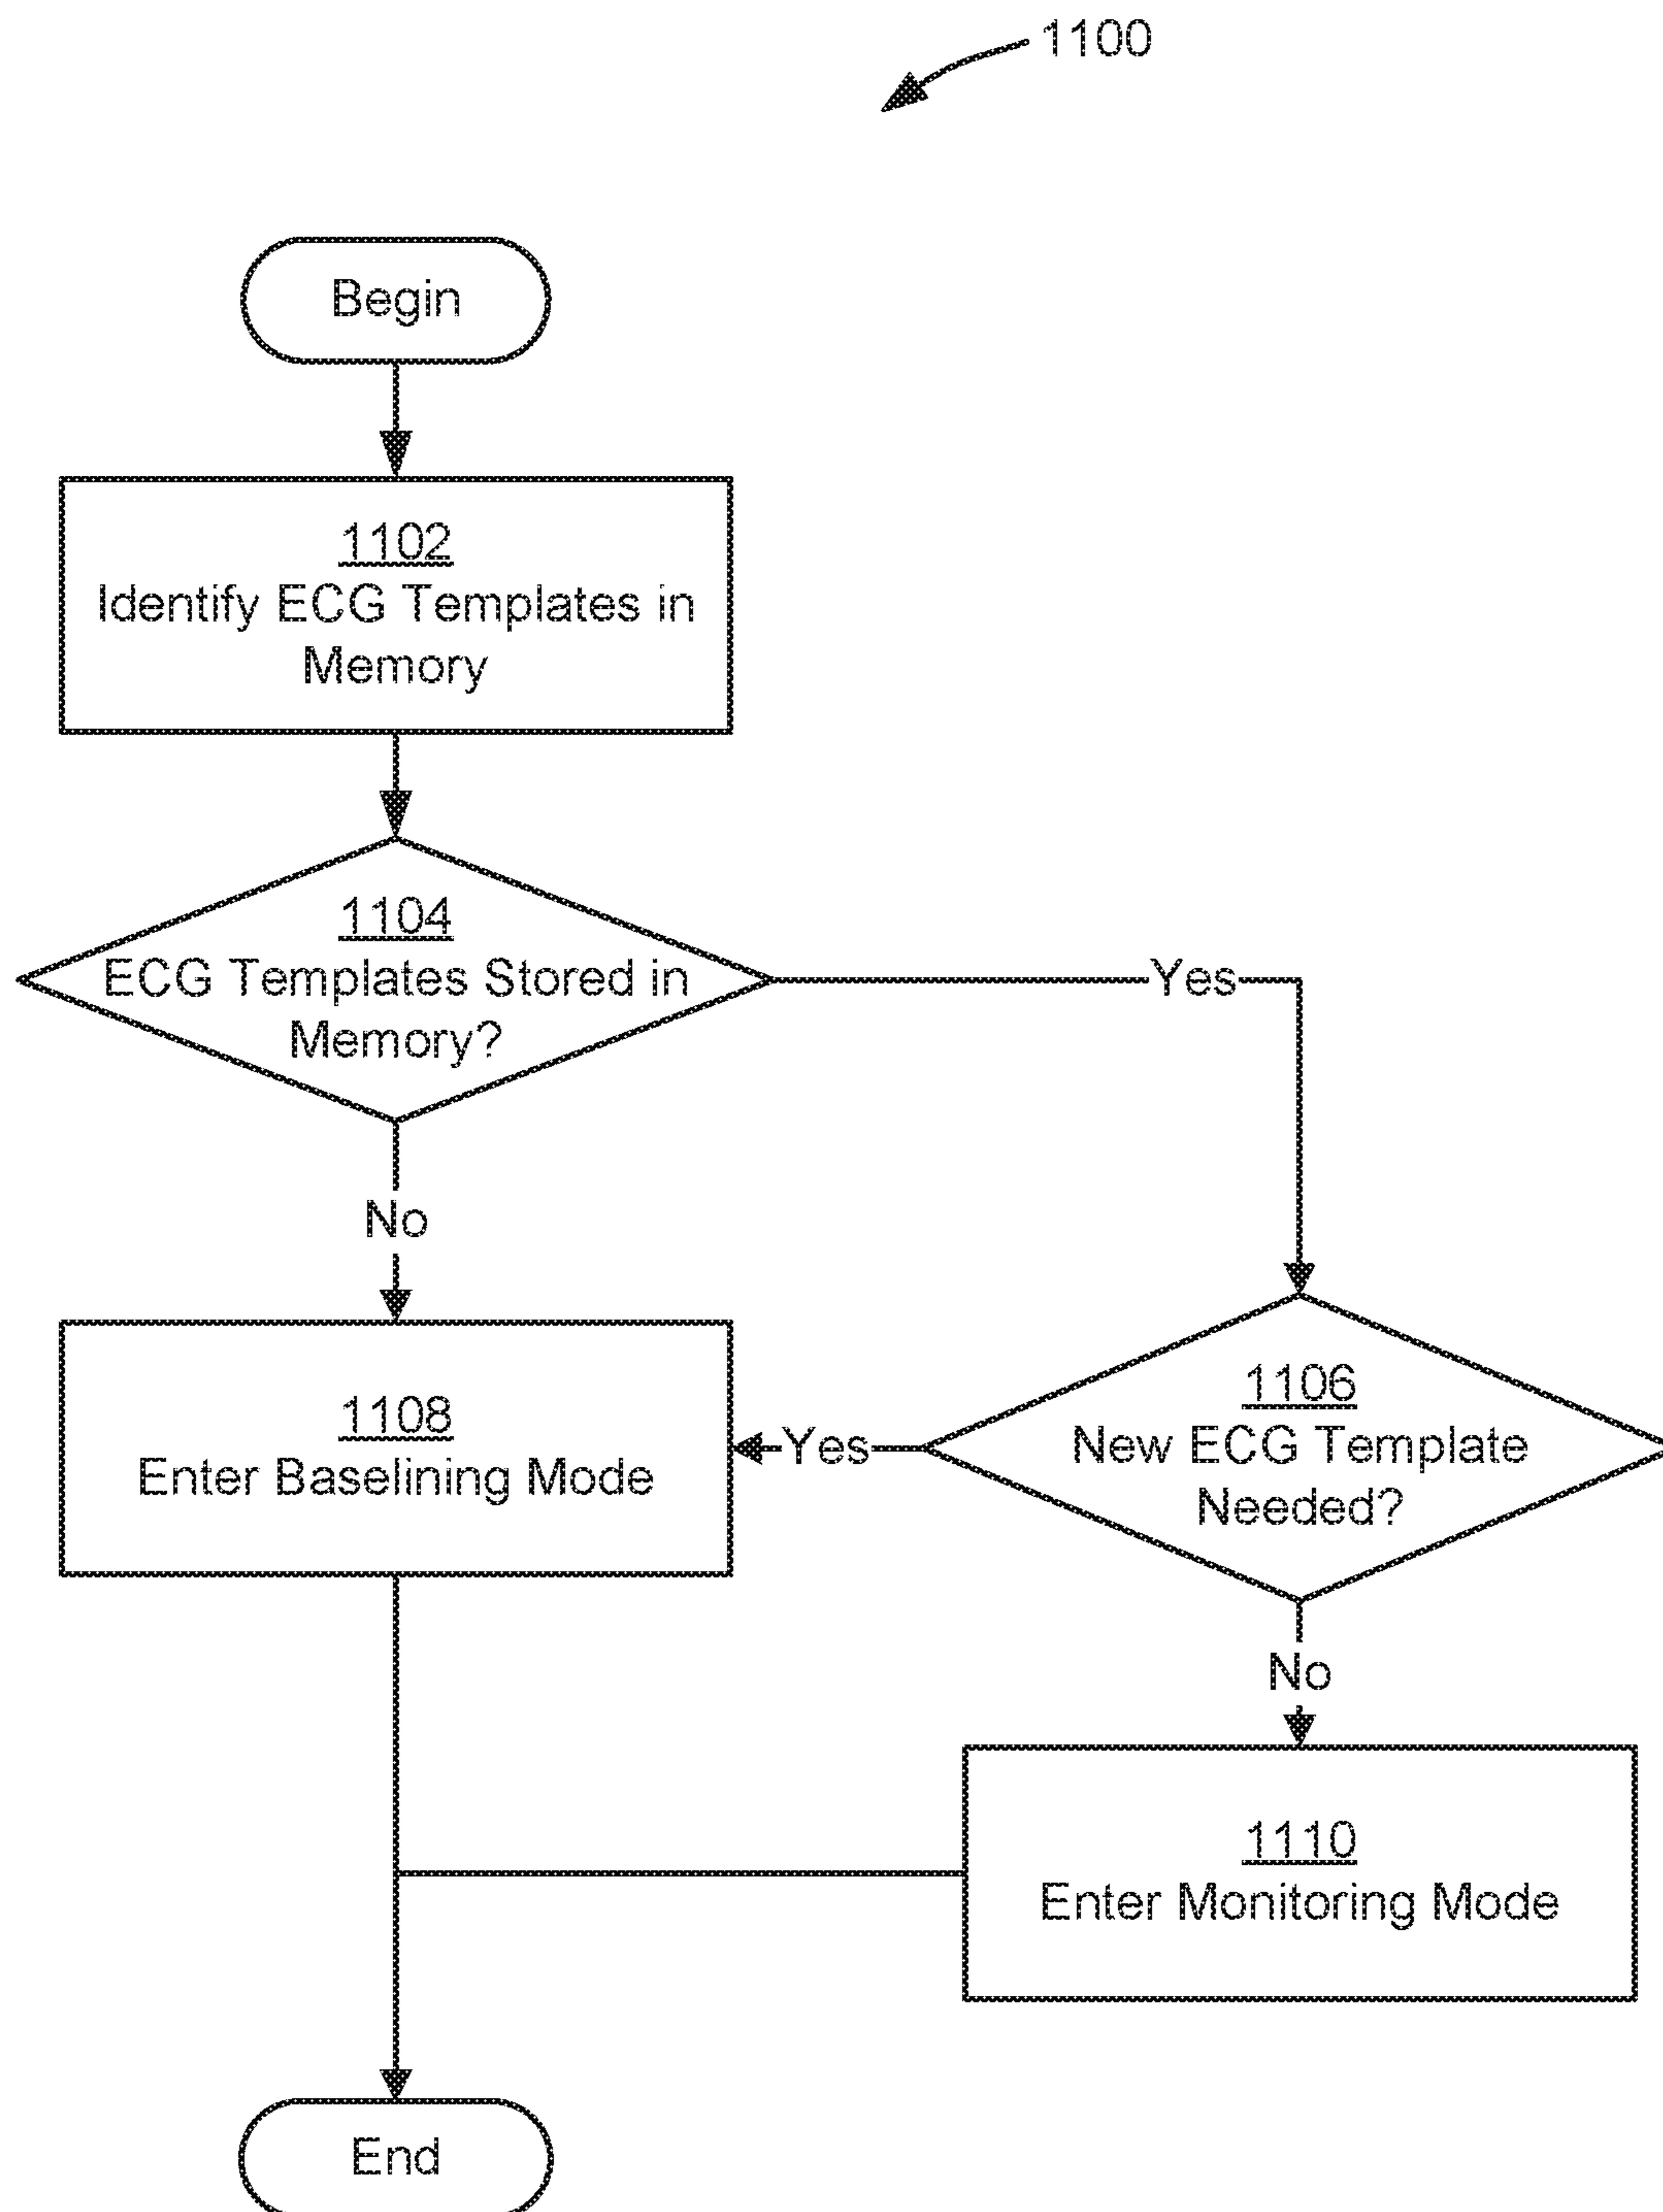 1100
Begin
1102
Identify ECG Templates in
Memory
1104
ECG Templates Stored in
Memory?
Yes
No
1108
Enter Baselining Mode
Yes
1106
New ECG Template
Needed?
No
1110
Enter Monitoring Mode
End